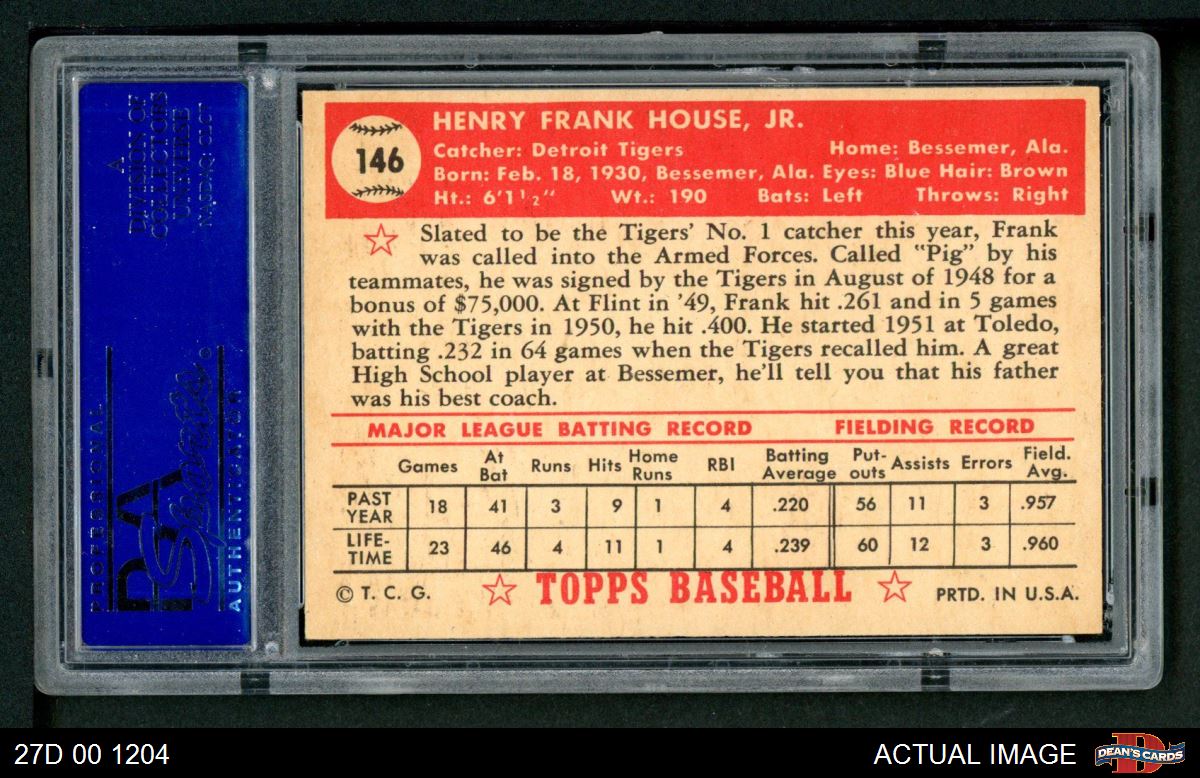 A
DIVISION OF
COLLECTORS
UNIVERSE
NASDAQ: CLCT
PROFESSIONAL
PSA
Sports
AUTHENTICATOR
146
HENRY FRANK HOUSE, JR.
Catcher: Detroit Tigers Home: Bessemer, Ala.
Born: Feb. 18, 1930, Bessemer, Ala. Eyes: Blue Hair: Brown
Ht.: 6'1½" Wt.: 190 Bats: Left Throws: Right
Slated to be the Tigers' No. 1 catcher this year, Frank
was called into the Armed Forces. Called "Pig" by his
teammates, he was signed by the Tigers in August of 1948 for a
bonus of $75,000. At Flint in '49, Frank hit .261 and in 5 games
with the Tigers in 1950, he hit .400. He started 1951 at Toledo,
batting .232 in 64 games when the Tigers recalled him. A great
High School player at Bessemer, he'll tell you that his father
was his best coach.
MAJOR LEAGUE BATTING RECORD FIELDING RECORD
Games At Bat Runs Hits Home Runs RBI Batting Average Put-outs Assists Errors Field. Avg.
PAST YEAR 18 41 3 9 1 4 .220 56 11 3 .957
LIFE-TIME 23 46 4 11 1 4 .239 60 12 3 .960
© T. C. G. TOPPS BASEBALL PRTD. IN U.S.A.
27D 00 1204 ACTUAL IMAGE DEAN'S CARDS